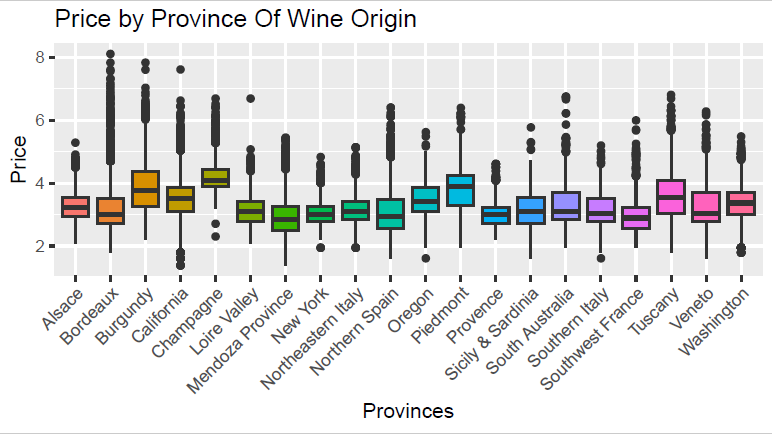 Price by Province Of Wine Origin
8
6
4
2
Price
Alsace
Bordeaux
Burgundy
California
Champagne
Loire Valley
Mendoza Province
New York
Northeastern Italy
Northern Spain
Oregon
Piedmont
Provence
Sicily & Sardinia
South Australia
Southern Italy
Southwest France
Tuscany
Veneto
Washington
Provinces